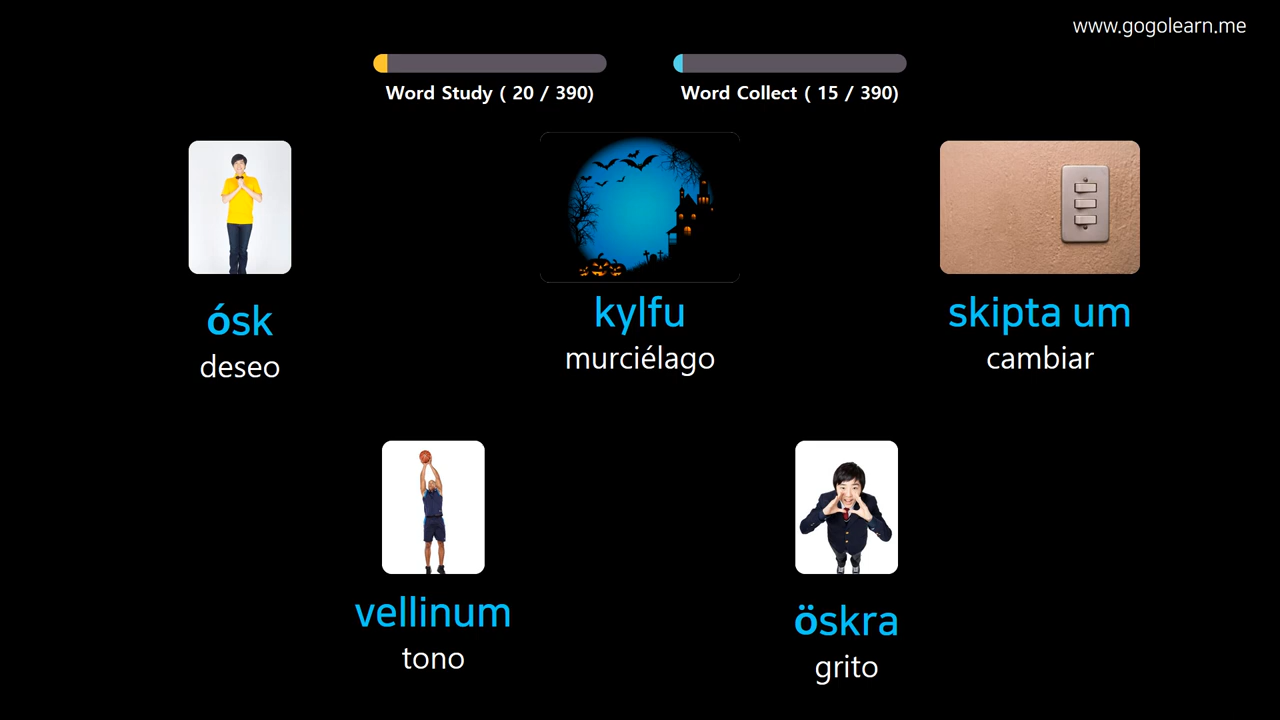 www.gogolearn.me
Word Study ( 20 / 390)
Word Collect ( 15 / 390)
ósk
deseo
kylfu
murciélago
skipta um
cambiar
vellinum
tono
öskra
grito